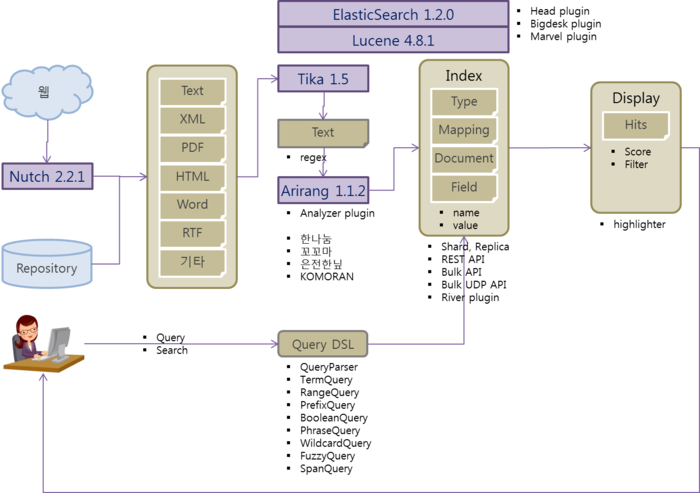 ElasticSearch 1.2.0
Lucene 4.8.1
▪ Head plugin
▪ Bigdesk plugin
▪ Marvel plugin
웹
Nutch 2.2.1
Repository
Text
XML
PDF
HTML
Word
RTF
기타
Tika 1.5
Text
▪ regex
Arirang 1.1.2
▪ Analyzer plugin
▪ 한나눔
▪ 꼬꼬마
▪ 은전한닢
▪ KOMORAN
Index
Type
Mapping
Document
Field
▪ name
▪ value
▪ Shard, Replica
▪ REST API
▪ Bulk API
▪ Bulk UDP API
▪ River plugin
Display
Hits
▪ Score
▪ Filter
▪ highlighter
▪ Query
▪ Search
Query DSL
▪ QueryParser
▪ TermQuery
▪ RangeQuery
▪ PrefixQuery
▪ BooleanQuery
▪ PhraseQuery
▪ WildcardQuery
▪ FuzzyQuery
▪ SpanQuery